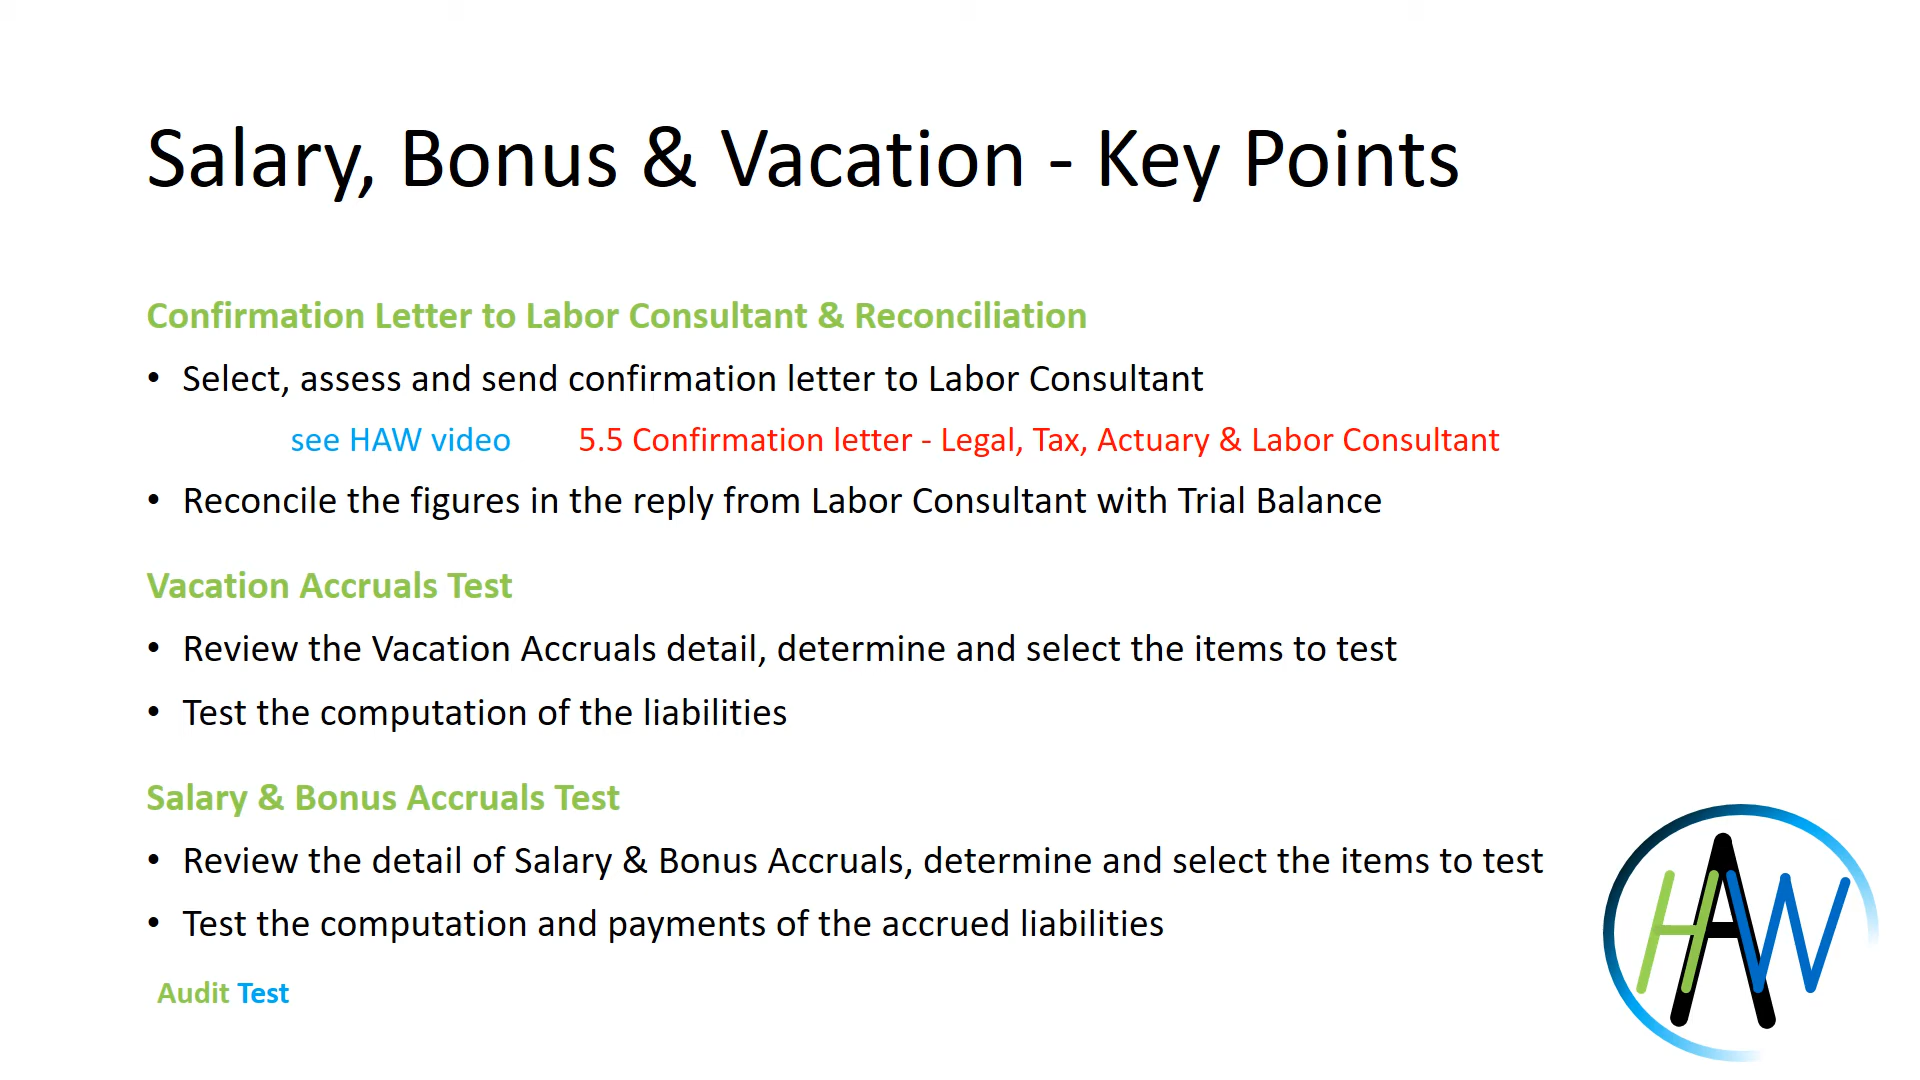 Salary, Bonus & Vacation - Key Points
Confirmation Letter to Labor Consultant & Reconciliation
• Select, assess and send confirmation letter to Labor Consultant
see HAW video 5.5 Confirmation letter - Legal, Tax, Actuary & Labor Consultant
• Reconcile the figures in the reply from Labor Consultant with Trial Balance
Vacation Accruals Test
• Review the Vacation Accruals detail, determine and select the items to test
• Test the computation of the liabilities
Salary & Bonus Accruals Test
• Review the detail of Salary & Bonus Accruals, determine and select the items to test
• Test the computation and payments of the accrued liabilities
Audit Test
HAW